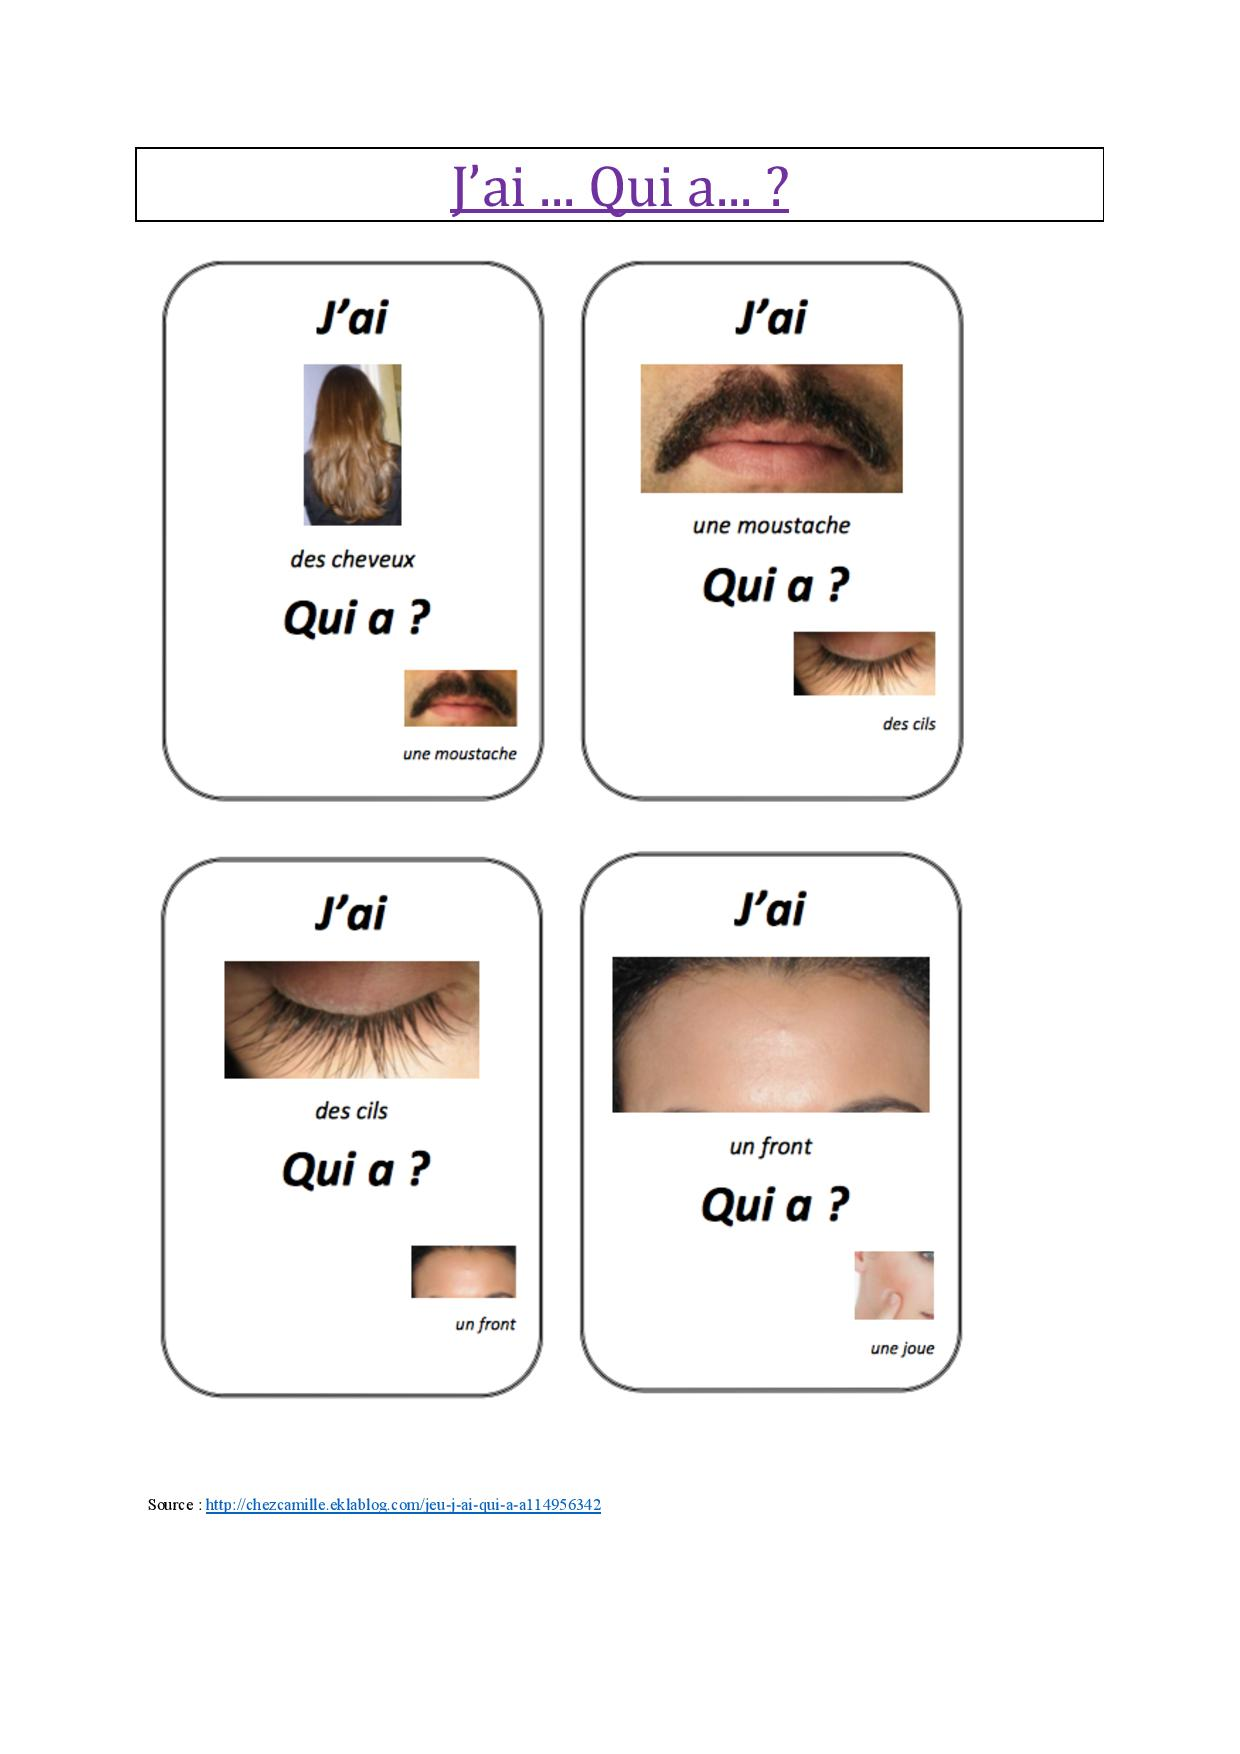 J’ai ... Qui a... ?
J’ai
des cheveux
Qui a ?
une moustache
J’ai
une moustache
Qui a ?
des cils
J’ai
des cils
Qui a ?
un front
J’ai
un front
Qui a ?
une joue
Source : http://chezcamille.eklablog.com/jeu-j-ai-qui-a-a114956342